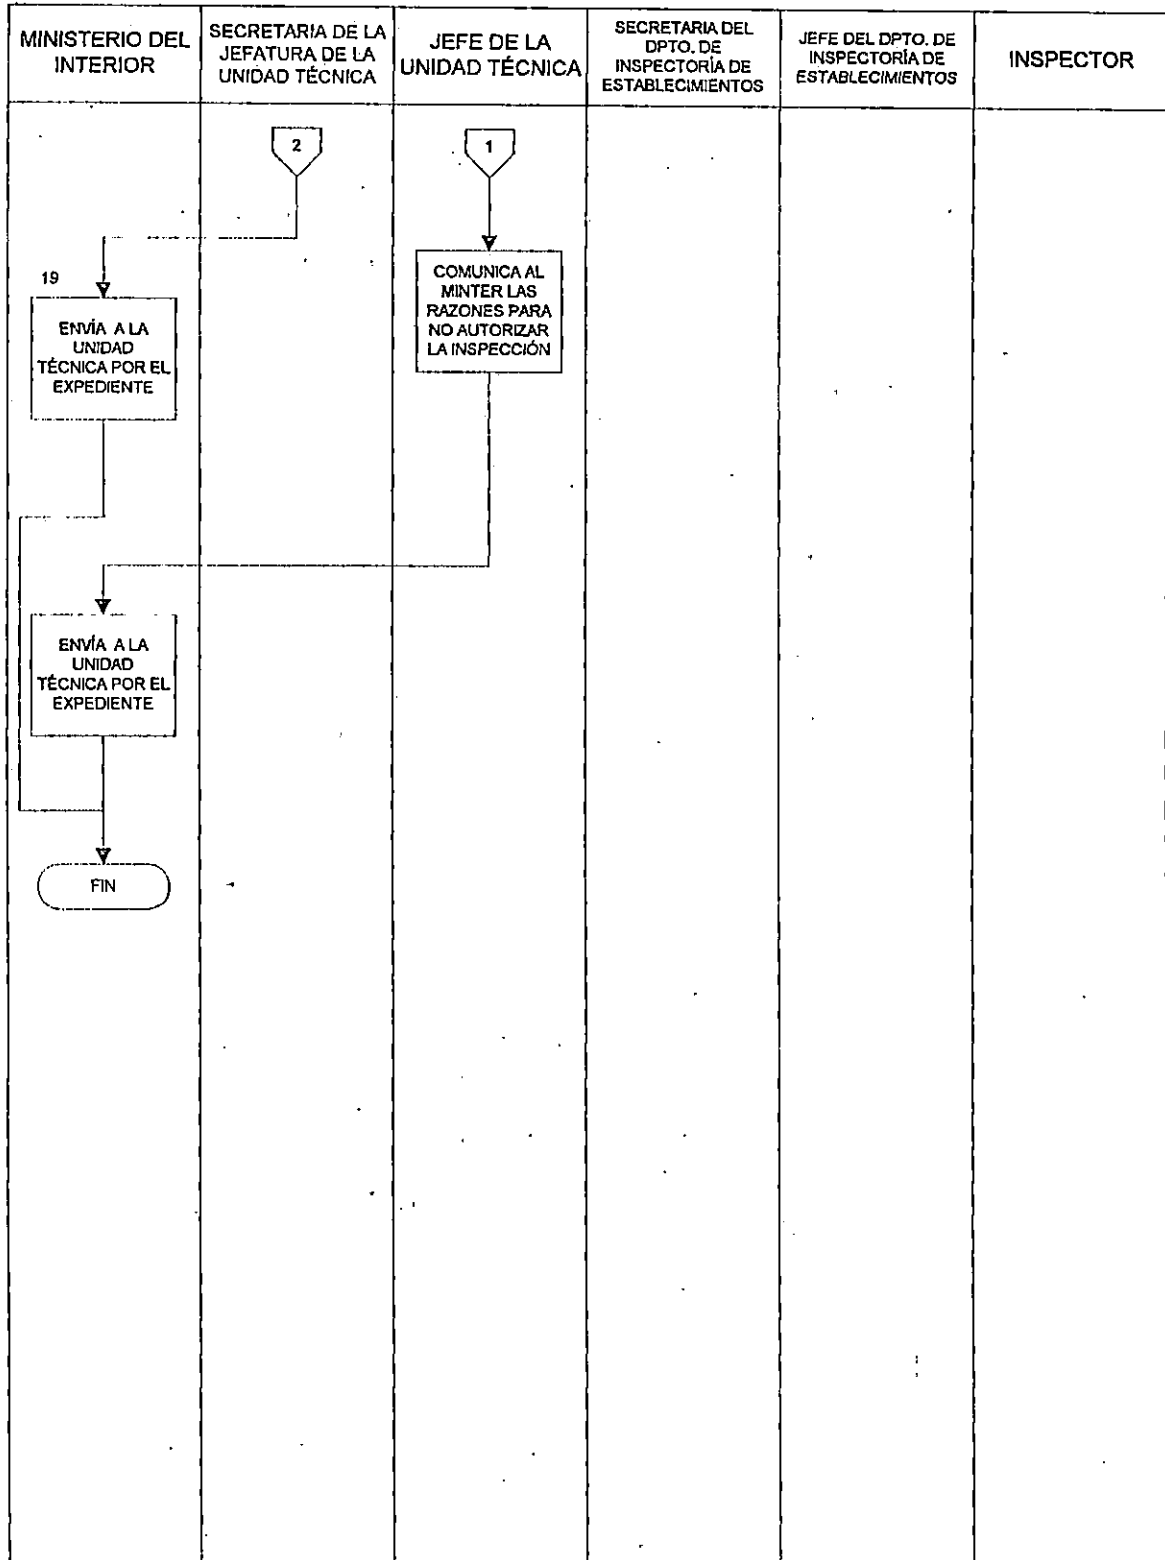 MINISTERIO DEL
INTERIOR
SECRETARIA DE LA
JEFATURA DE LA
UNIDAD TÉCNICA
JEFE DE LA
UNIDAD TÉCNICA
SECRETARIA DEL
DPTO. DE
INSPECTORÍA DE
ESTABLECIMIENTOS
JEFE DEL DPTO. DE
INSPECTORÍA DE
ESTABLECIMIENTOS
INSPECTOR
2
1
COMUNICA AL
MINTER LAS
RAZONES PARA
NO AUTORIZAR
LA INSPECCIÓN
19
ENVÍA A LA
UNIDAD
TÉCNICA POR EL
EXPEDIENTE
ENVÍA A LA
UNIDAD
TÉCNICA POR EL
EXPEDIENTE
FIN